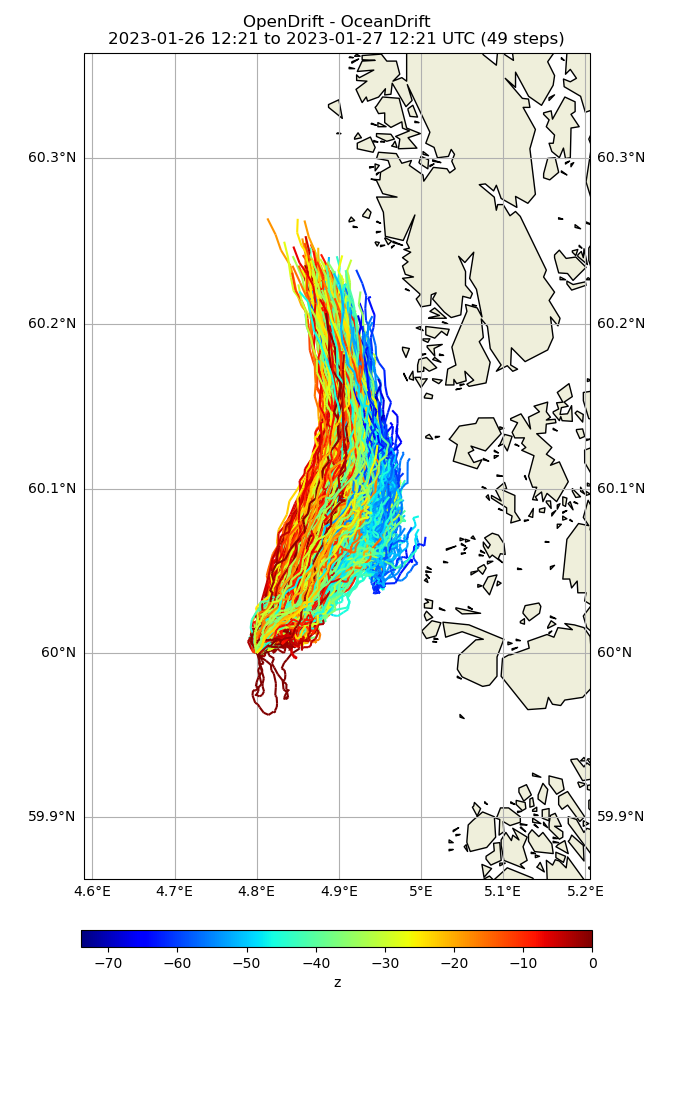 OpenDrift - OceanDrift
2023-01-26 12:21 to 2023-01-27 12:21 UTC (49 steps)
60.3°N 60.3°N
60.2°N 60.2°N
60.1°N 60.1°N
60°N 60°N
59.9°N 59.9°N
4.6°E 4.7°E 4.8°E 4.9°E 5°E 5.1°E 5.2°E
−70 −60 −50 −40 −30 −20 −10 0
z